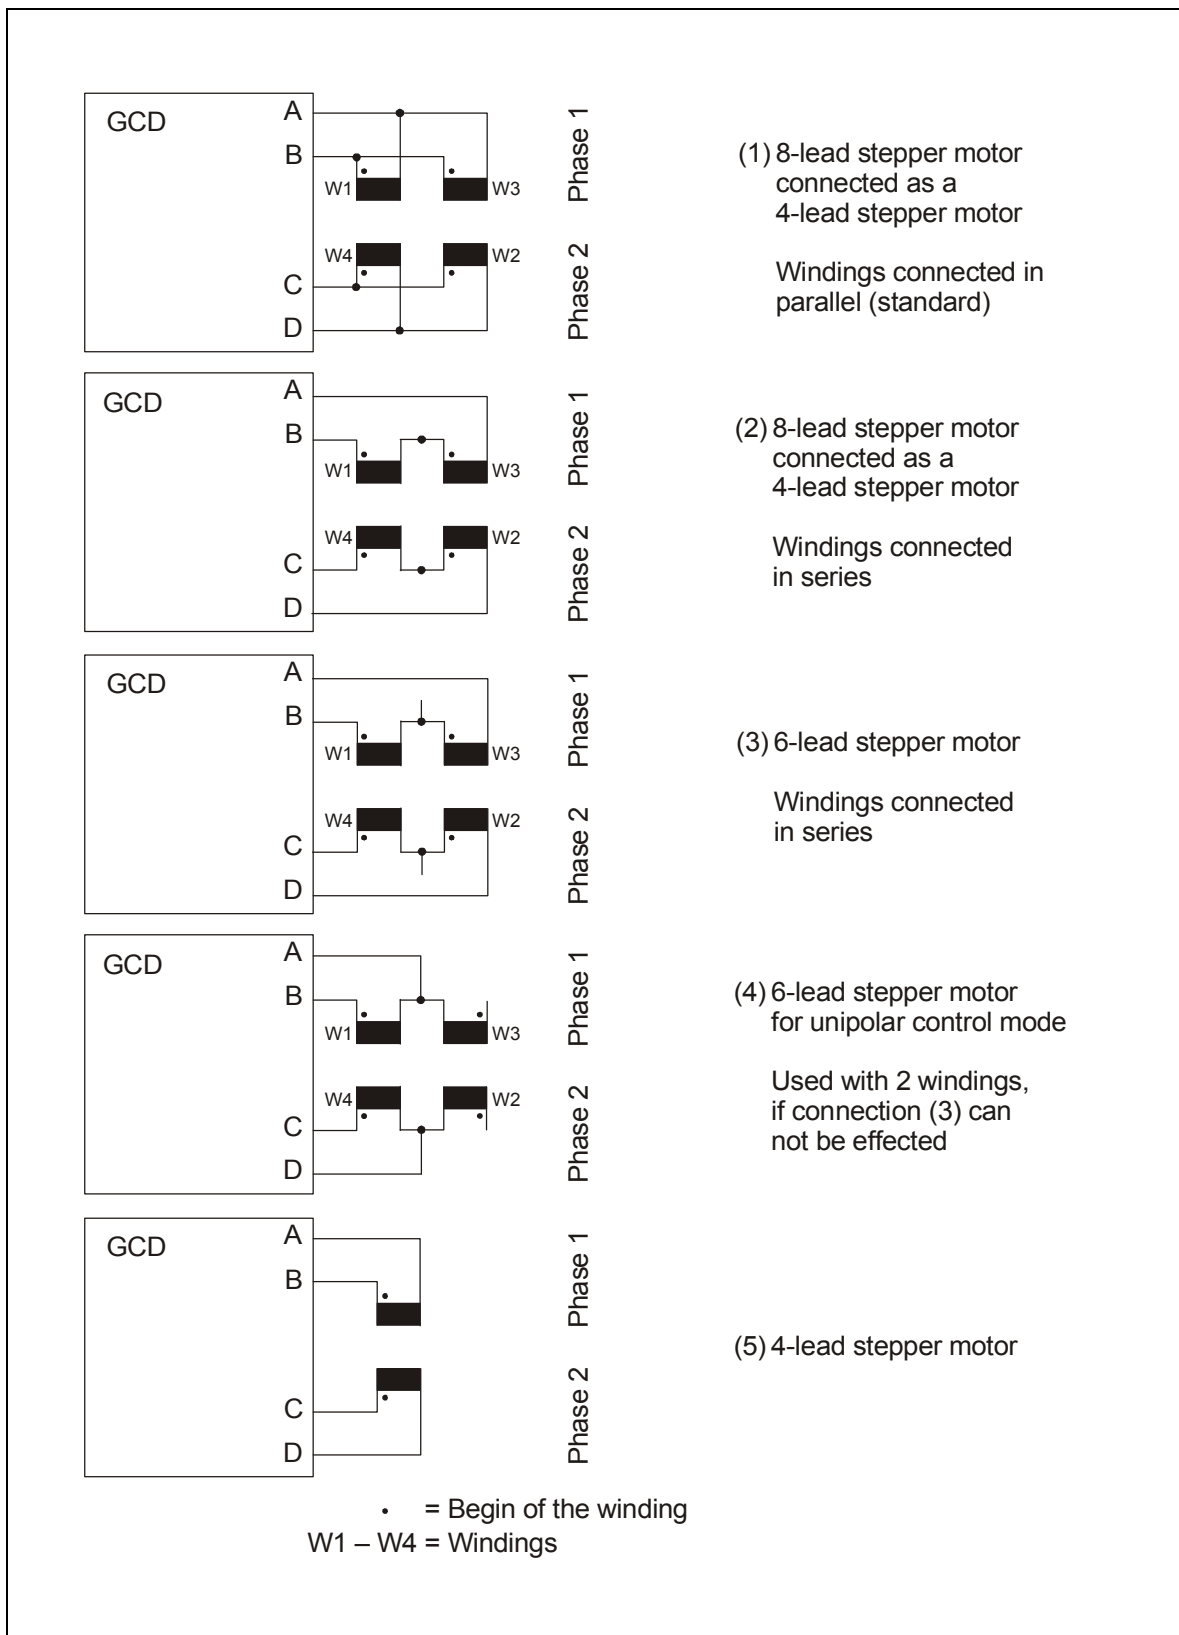 GCD
A
B
C
D
W1
W3
W4
W2
Phase 1
Phase 2
(1) 8-lead stepper motor
connected as a
4-lead stepper motor
Windings connected in
parallel (standard)
GCD
A
B
C
D
W1
W3
W4
W2
Phase 1
Phase 2
(2) 8-lead stepper motor
connected as a
4-lead stepper motor
Windings connected
in series
GCD
A
B
C
D
W1
W3
W4
W2
Phase 1
Phase 2
(3) 6-lead stepper motor
Windings connected
in series
GCD
A
B
C
D
W1
W3
W4
W2
Phase 1
Phase 2
(4) 6-lead stepper motor
for unipolar control mode
Used with 2 windings,
if connection (3) can
not be effected
GCD
A
B
C
D
Phase 1
Phase 2
(5) 4-lead stepper motor
• = Begin of the winding
W1 – W4 = Windings